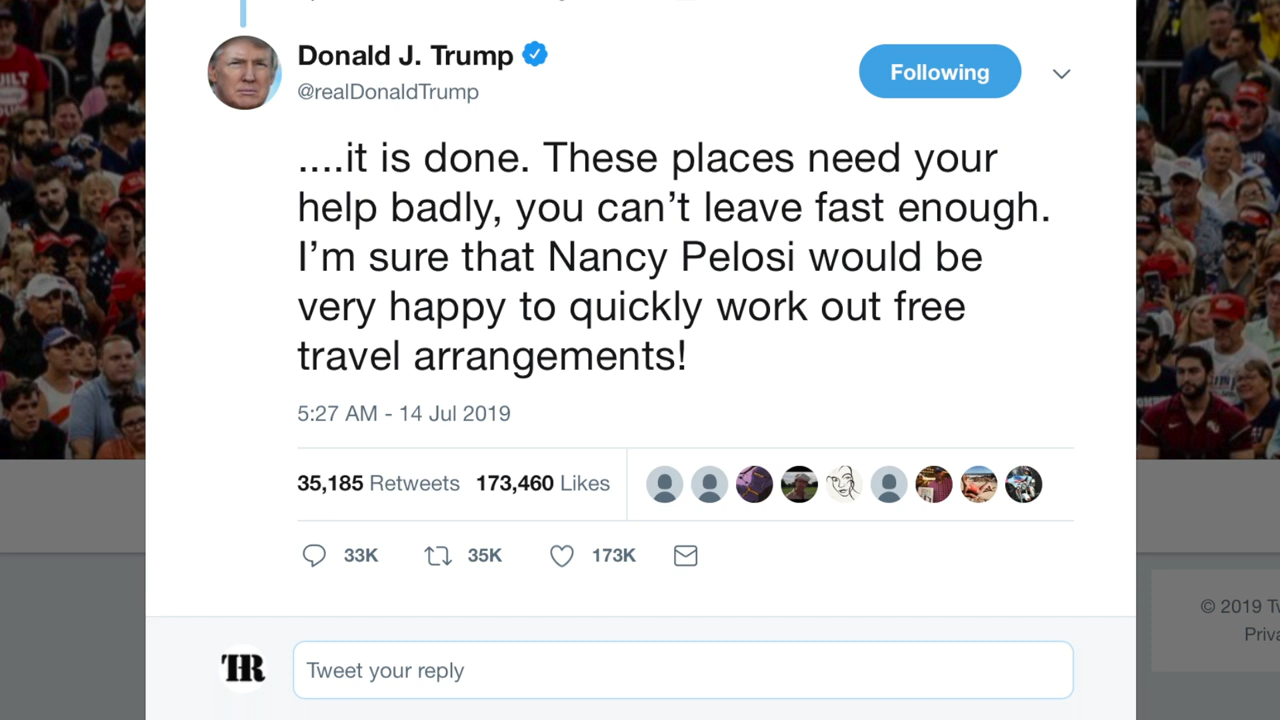 Donald J. Trump
@realDonaldTrump
Following
....it is done. These places need your
help badly, you can’t leave fast enough.
I’m sure that Nancy Pelosi would be
very happy to quickly work out free
travel arrangements!
5:27 AM - 14 Jul 2019
35,185 Retweets 173,460 Likes
33K 35K 173K
THR
Tweet your reply
© 2019 Tw
Priva